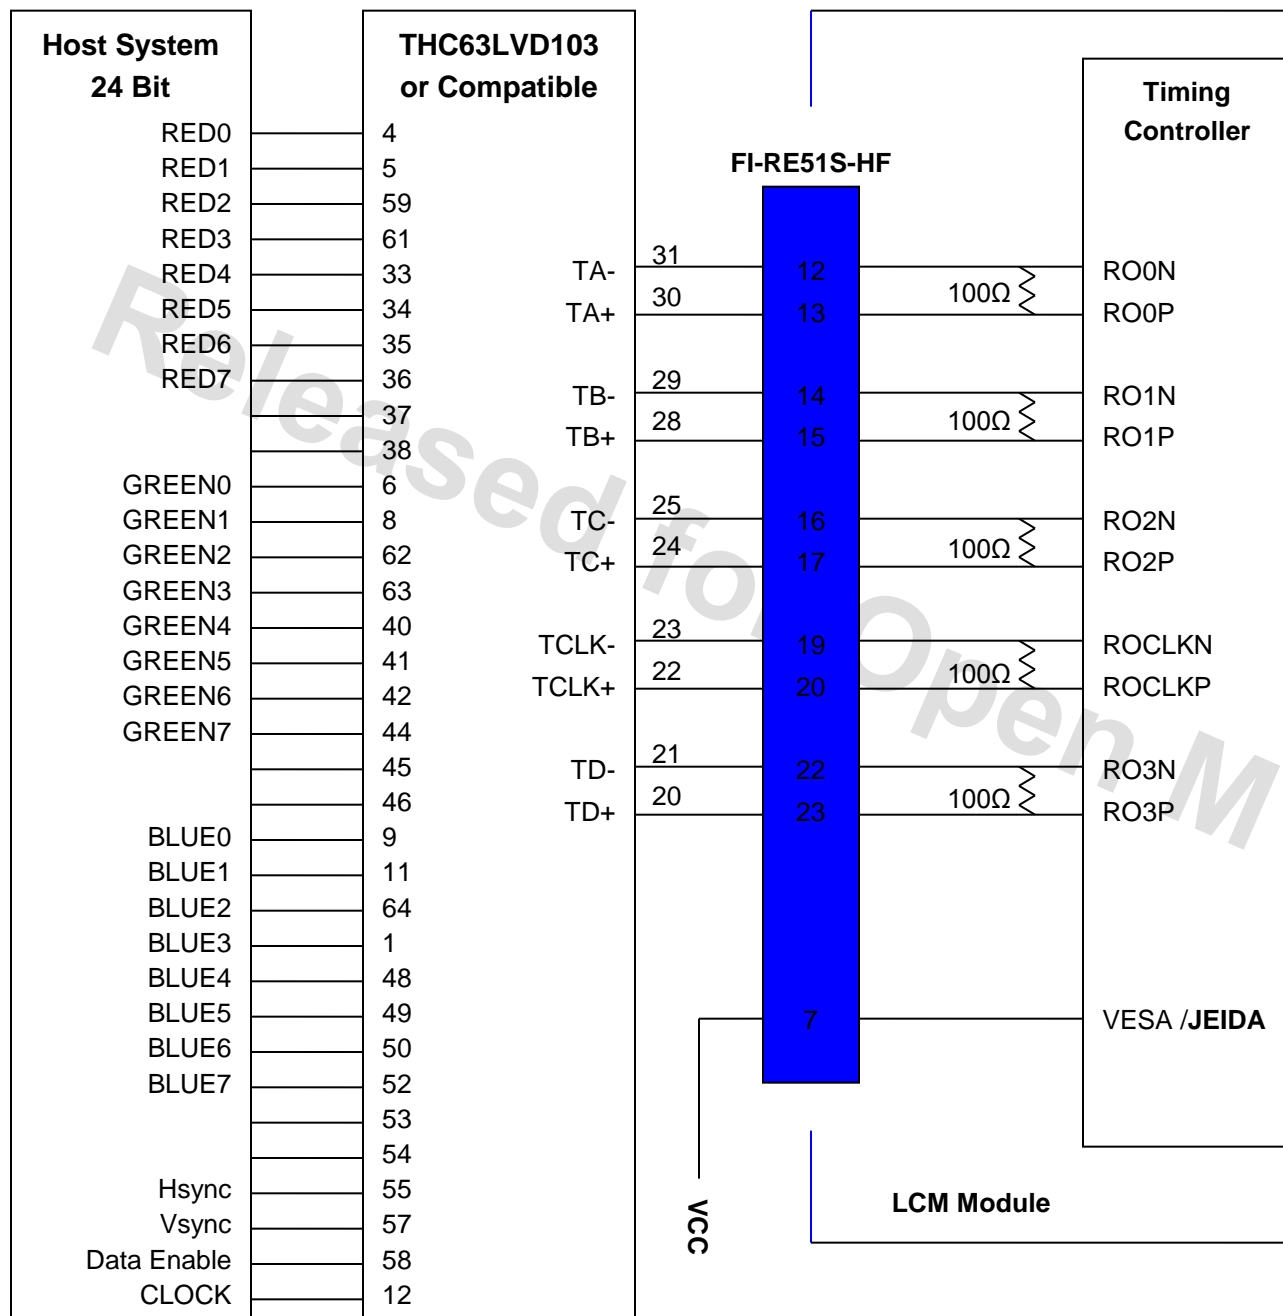 Host System
24 Bit
RED0
RED1
RED2
RED3
RED4
RED5
RED6
RED7
GREEN0
GREEN1
GREEN2
GREEN3
GREEN4
GREEN5
GREEN6
GREEN7
BLUE0
BLUE1
BLUE2
BLUE3
BLUE4
BLUE5
BLUE6
BLUE7
Hsync
Vsync
Data Enable
CLOCK
THC63LVD103
or Compatible
4
5
59
61
33
34
35
36
37
38
6
8
62
63
40
41
42
44
45
46
9
11
64
1
48
49
50
52
53
54
55
57
58
12
TA-
TA+
TB-
TB+
TC-
TC+
TCLK-
TCLK+
TD-
TD+
31
30
29
28
25
24
23
22
21
20
FI-RE51S-HF
12
13
14
15
16
17
19
20
22
23
7
VCC
100Ω
100Ω
100Ω
100Ω
100Ω
Timing
Controller
RO0N
RO0P
RO1N
RO1P
RO2N
RO2P
ROCLKN
ROCLKP
RO3N
RO3P
VESA /JEIDA
LCM Module
Released for Open M